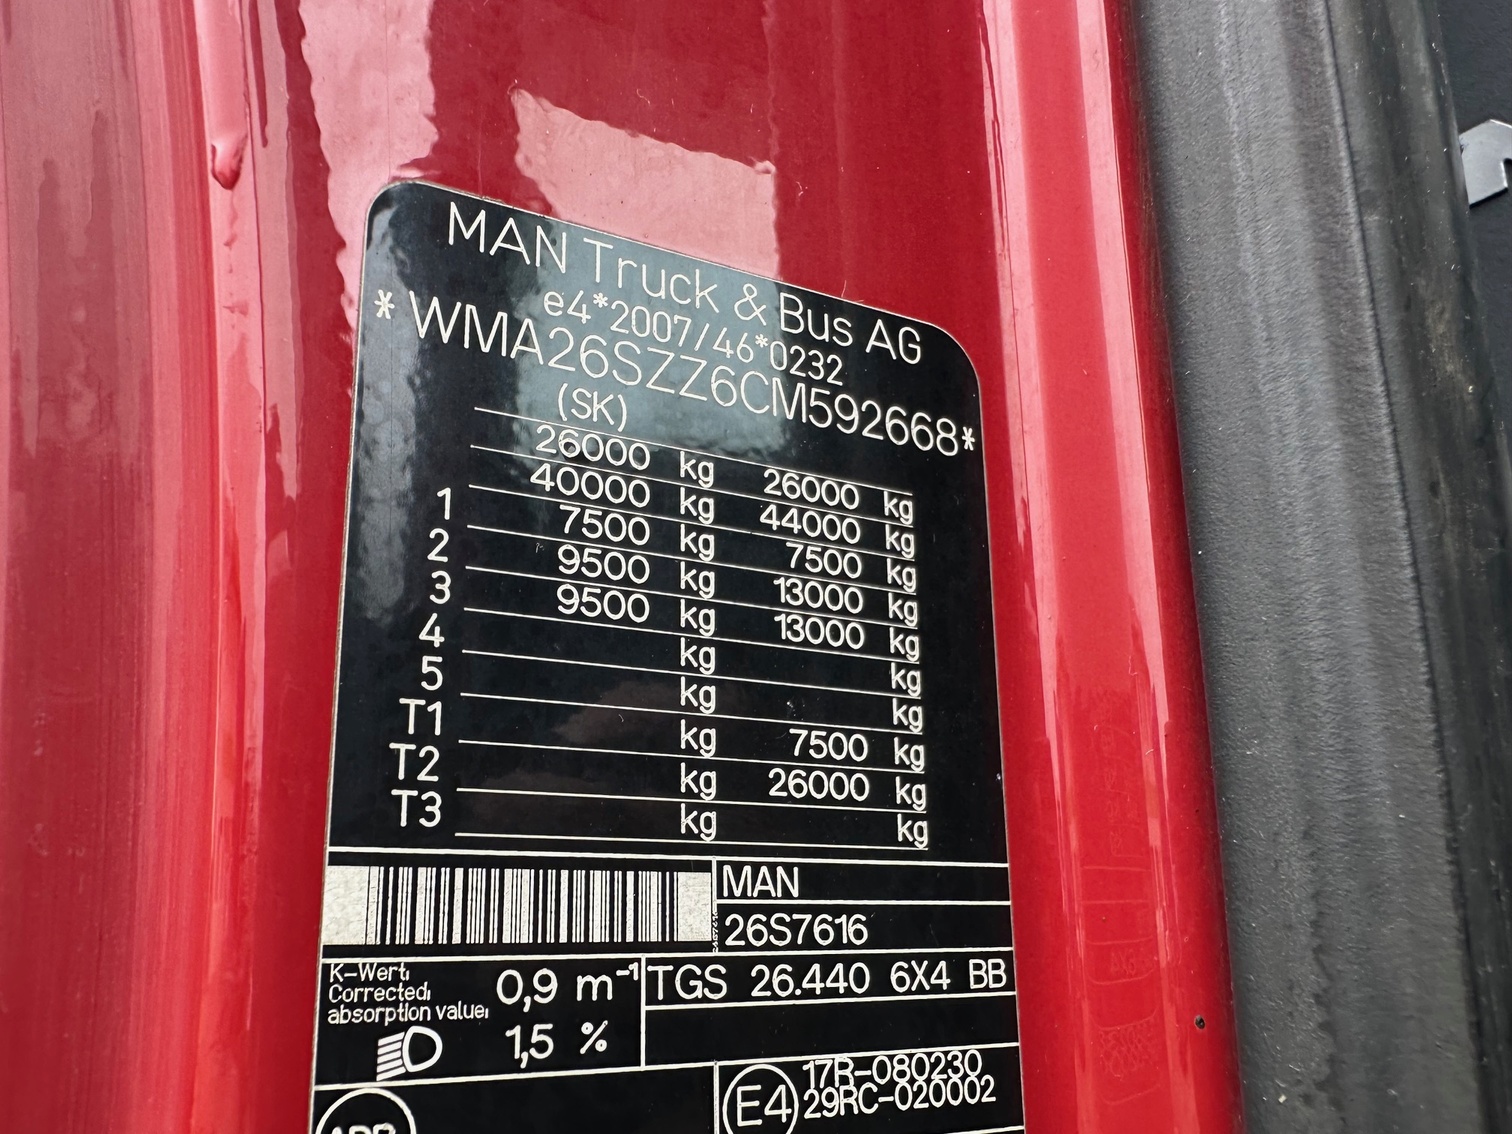 MAN Truck & Bus AG
e4*2007/46*0232
*WMA26SZZ6CM592668*
(SK)
26000 kg 26000 kg
40000 kg 44000 kg
1 7500 kg 7500 kg
2 9500 kg 13000 kg
3 9500 kg 13000 kg
4 kg kg
5 kg kg
T1 kg 7500 kg
T2 kg 26000 kg
T3 kg kg
MAN
26S7616
26S7616
K-Wert:
Corrected:
absorption value:
0,9 m⁻¹
TGS 26.440 6X4 BB
1,5 %
E4
17R-080230
29RC-020002